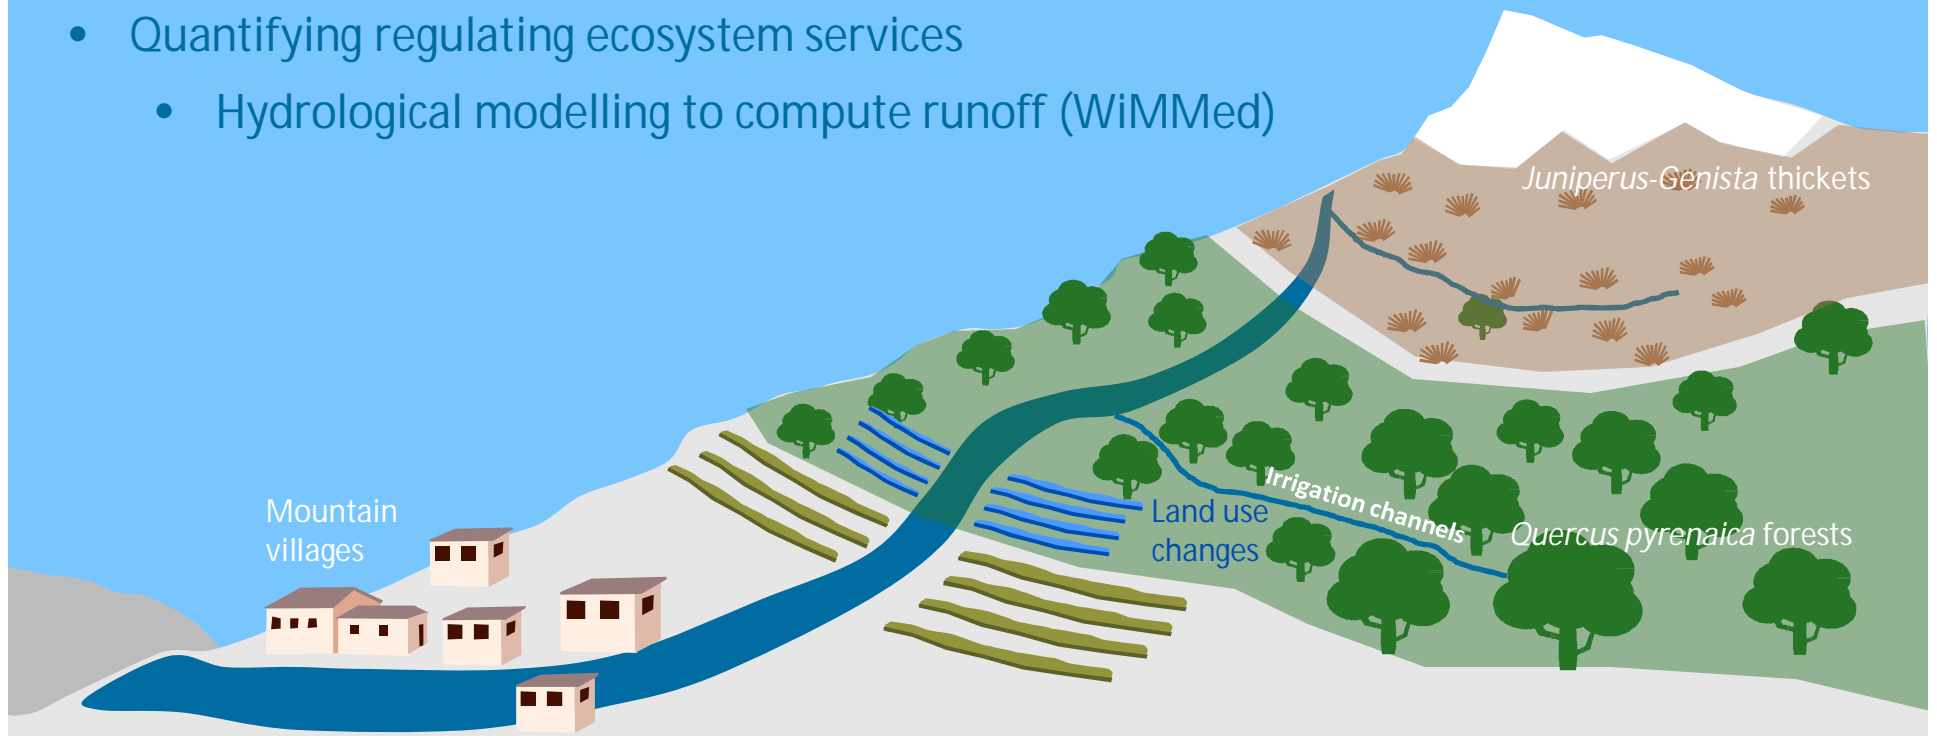 • Quantifying regulating ecosystem services
• Hydrological modelling to compute runoff (WiMMed)
Juniperus-Genista thickets
Mountain
villages
Land use
changes
Irrigation channels
Quercus pyrenaica forests